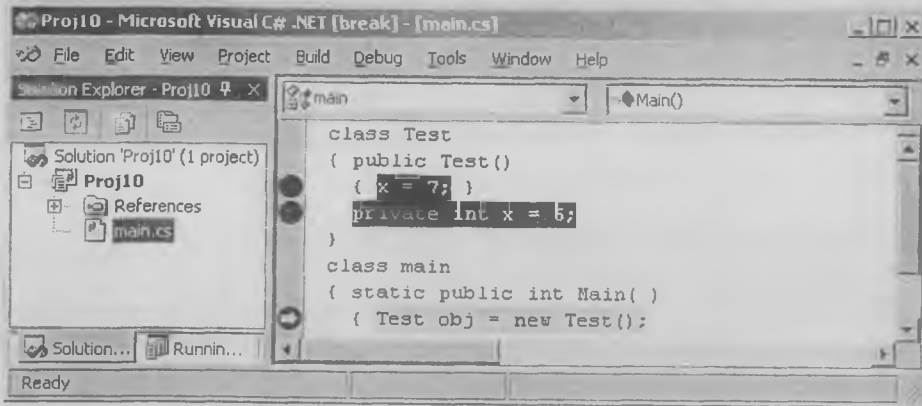 Proj10 - Microsoft Visual C# .NET [break] - [main.cs]
File Edit View Project Build Debug Tools Window Help
Solution Explorer - Proj10
main
Main()
Solution 'Proj10' (1 project)
Proj10
References
main.cs
Solution... Runnin...
class Test
{ public Test()
{ x = 7; }
private int x = 6;
}
class main
{ static public int Main( )
{ Test obj = new Test();
Ready